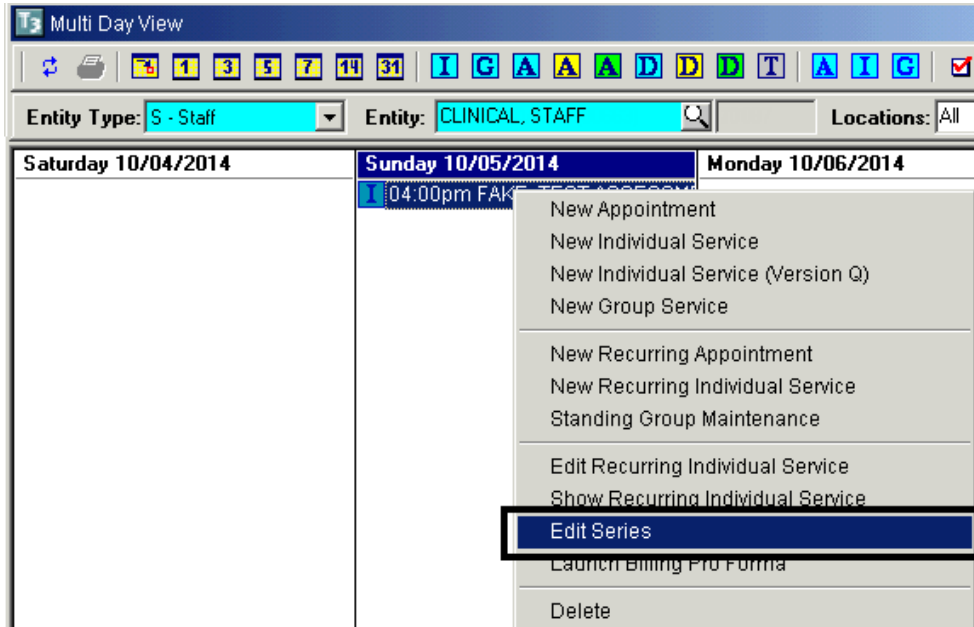 T3 Multi Day View
1 3 5 7 14 31 I G A A A D D D T A I G
Entity Type: S - Staff Entity: CLINICAL, STAFF Locations: All
Saturday 10/04/2014 Sunday 10/05/2014 Monday 10/06/2014
I 04:00pm FAKE, TEST
New Appointment
New Individual Service
New Individual Service (Version Q)
New Group Service
New Recurring Appointment
New Recurring Individual Service
Standing Group Maintenance
Edit Recurring Individual Service
Show Recurring Individual Service
Edit Series
Launch Billing Pro Forma
Delete